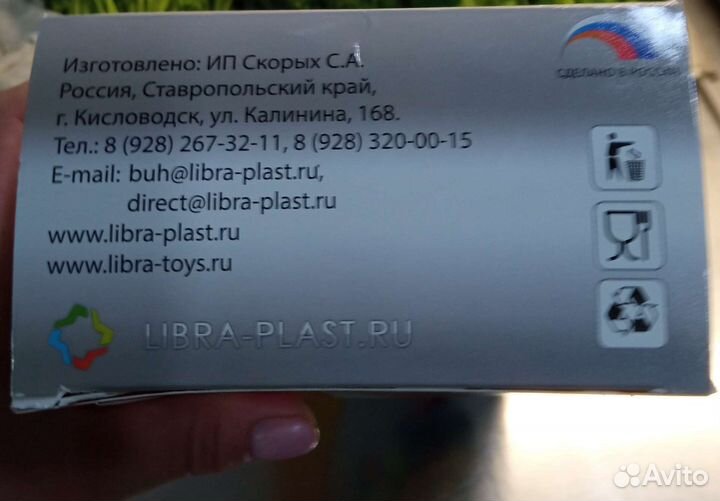 Изготовлено: ИП Скорых С.А.
Россия, Ставропольский край,
г. Кисловодск, ул. Калинина, 168.
Тел.: 8 (928) 267-32-11, 8 (928) 320-00-15
E-mail: buh@libra-plast.ru,
direct@libra-plast.ru
www.libra-plast.ru
www.libra-toys.ru
LIBRA-PLAST.RU
СДЕЛАНО В РОССИИ
Avito